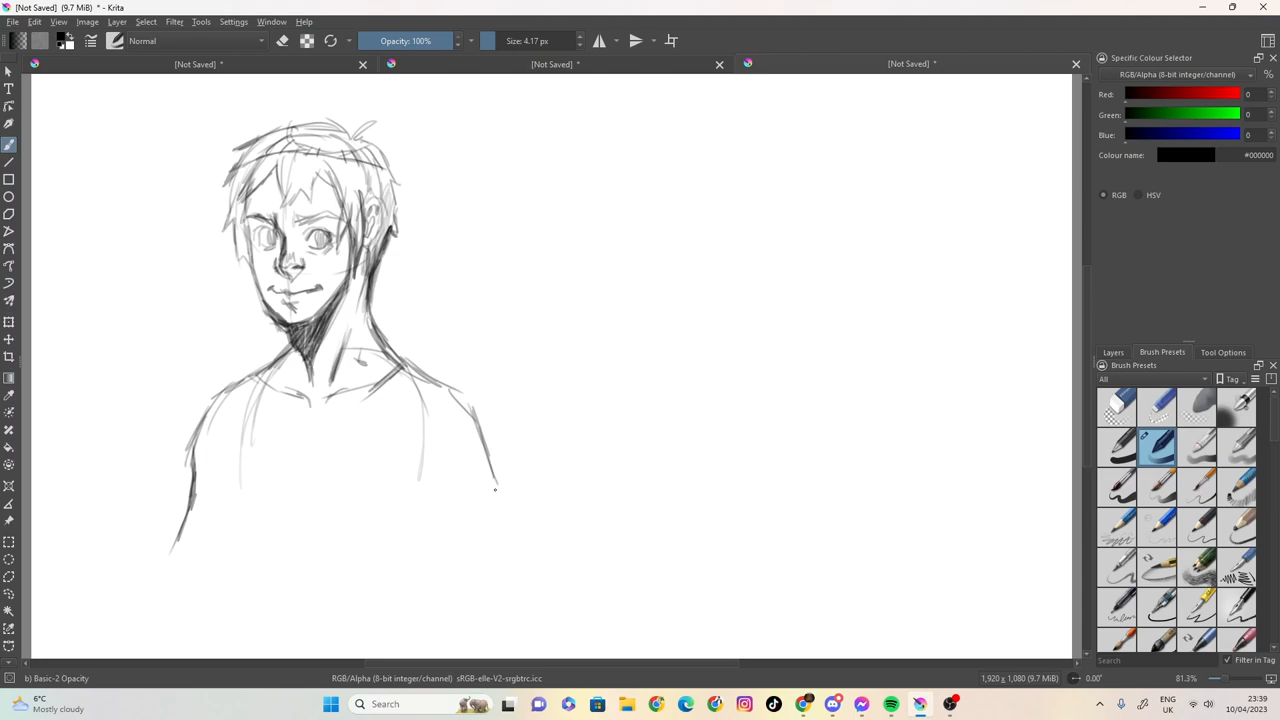 [Not Saved] (9.7 MiB) * - Krita
File Edit View Image Layer Select Filter Tools Settings Window Help
Normal Opacity: 100% Size: 4.17 px
[Not Saved] * [Not Saved] * [Not Saved] *
Specific Colour Selector
RGB/Alpha (8-bit integer/channel) %
Red: 0
Green: 0
Blue: 0
Colour name: #000000
RGB HSV
Layers Brush Presets Tool Options
Brush Presets
All Tag
Search Filter in Tag
b) Basic-2 Opacity RGB/Alpha (8-bit integer/channel) sRGB-elle-V2-srgbtrc.icc 1,920 x 1,080 (9.7 MiB) 0.00° 81.3%
6°C
Mostly cloudy
Search
ENG
UK
23:39
10/04/2023